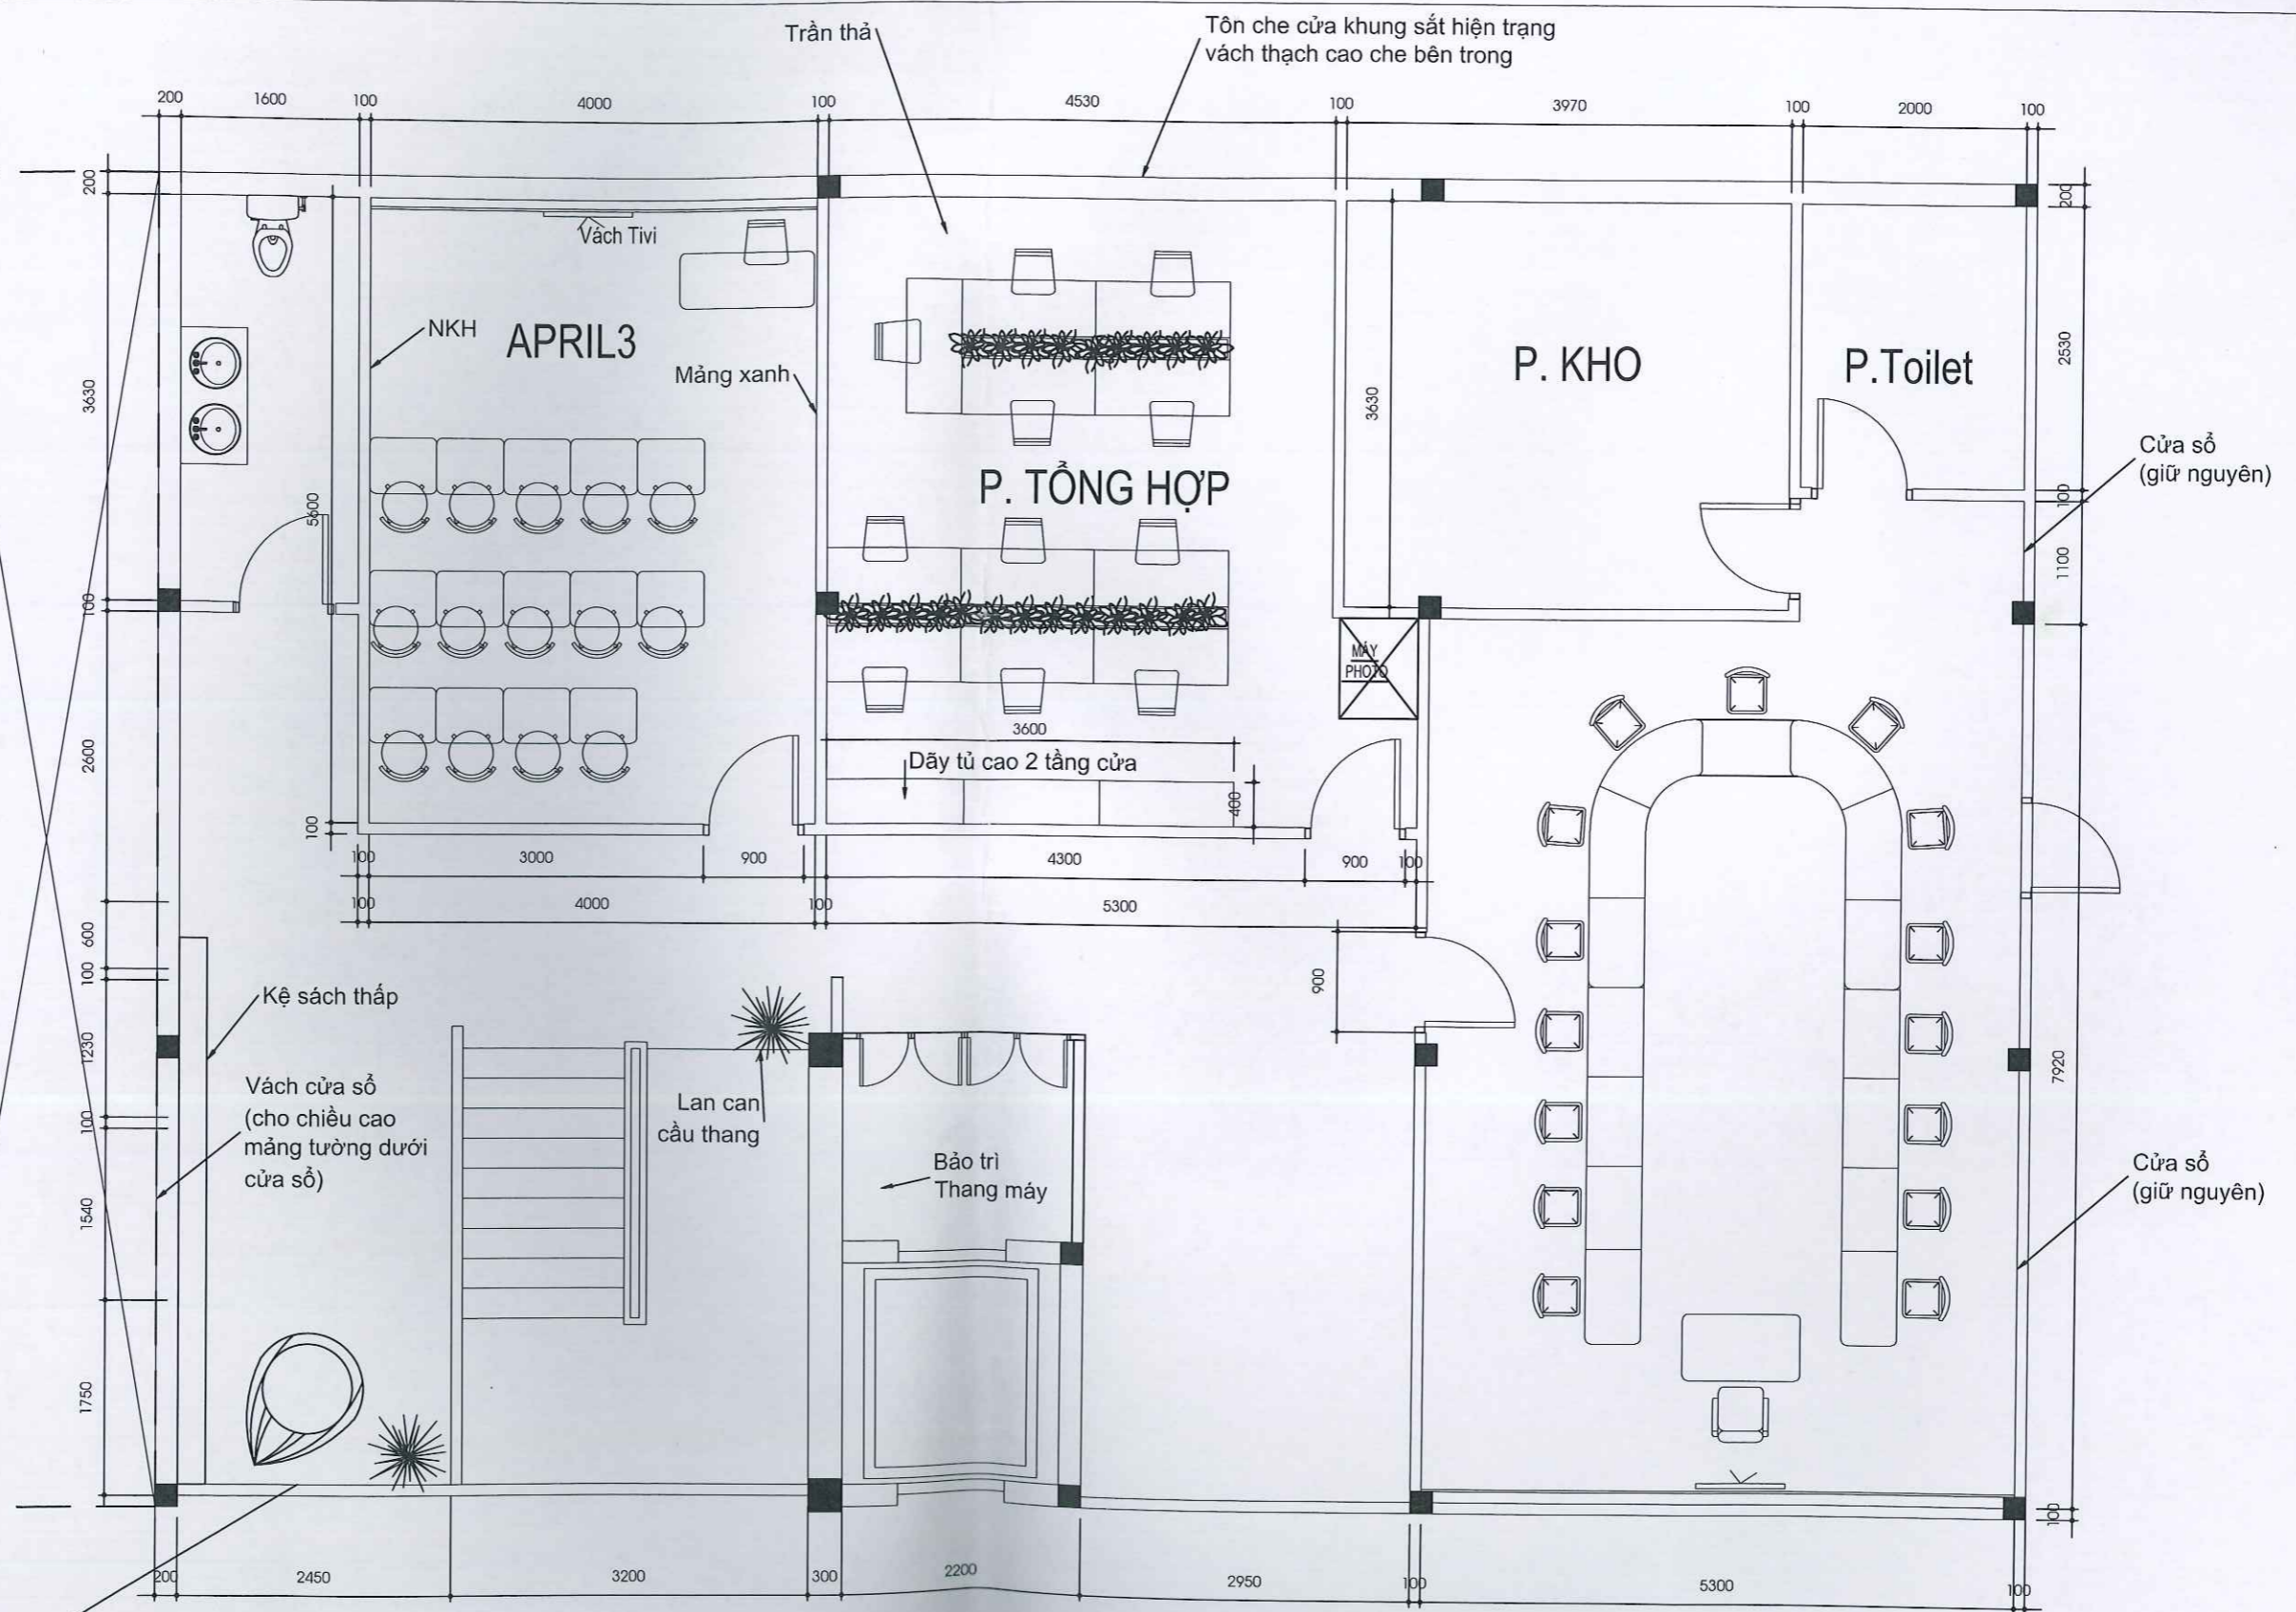 Trần thả
Tôn che cửa khung sắt hiện trạng
vách thạch cao che bên trong
200 1600 100 4000 100 4530 100 3970 100 2000 100
200
200
Vách Tivi
NKH
APRIL3
Mảng xanh
P. TỔNG HỢP
P. KHO
P.Toilet
3630
3630
2530
Cửa sổ
(giữ nguyên)
5600
100
100
1100
MÁY
PHOTO
3600
Dãy tủ cao 2 tầng cửa
400
2600
100
100 3000 900 4300 900 100
100 4000 100 5300
600
100
900
Kệ sách thấp
1230
Vách cửa sổ
(cho chiều cao
mảng tường dưới
cửa sổ)
100
Lan can
cầu thang
Bảo trì
Thang máy
7920
Cửa sổ
(giữ nguyên)
1540
1750
100
200 2450 3200 300 2200 2950 100 5300 100